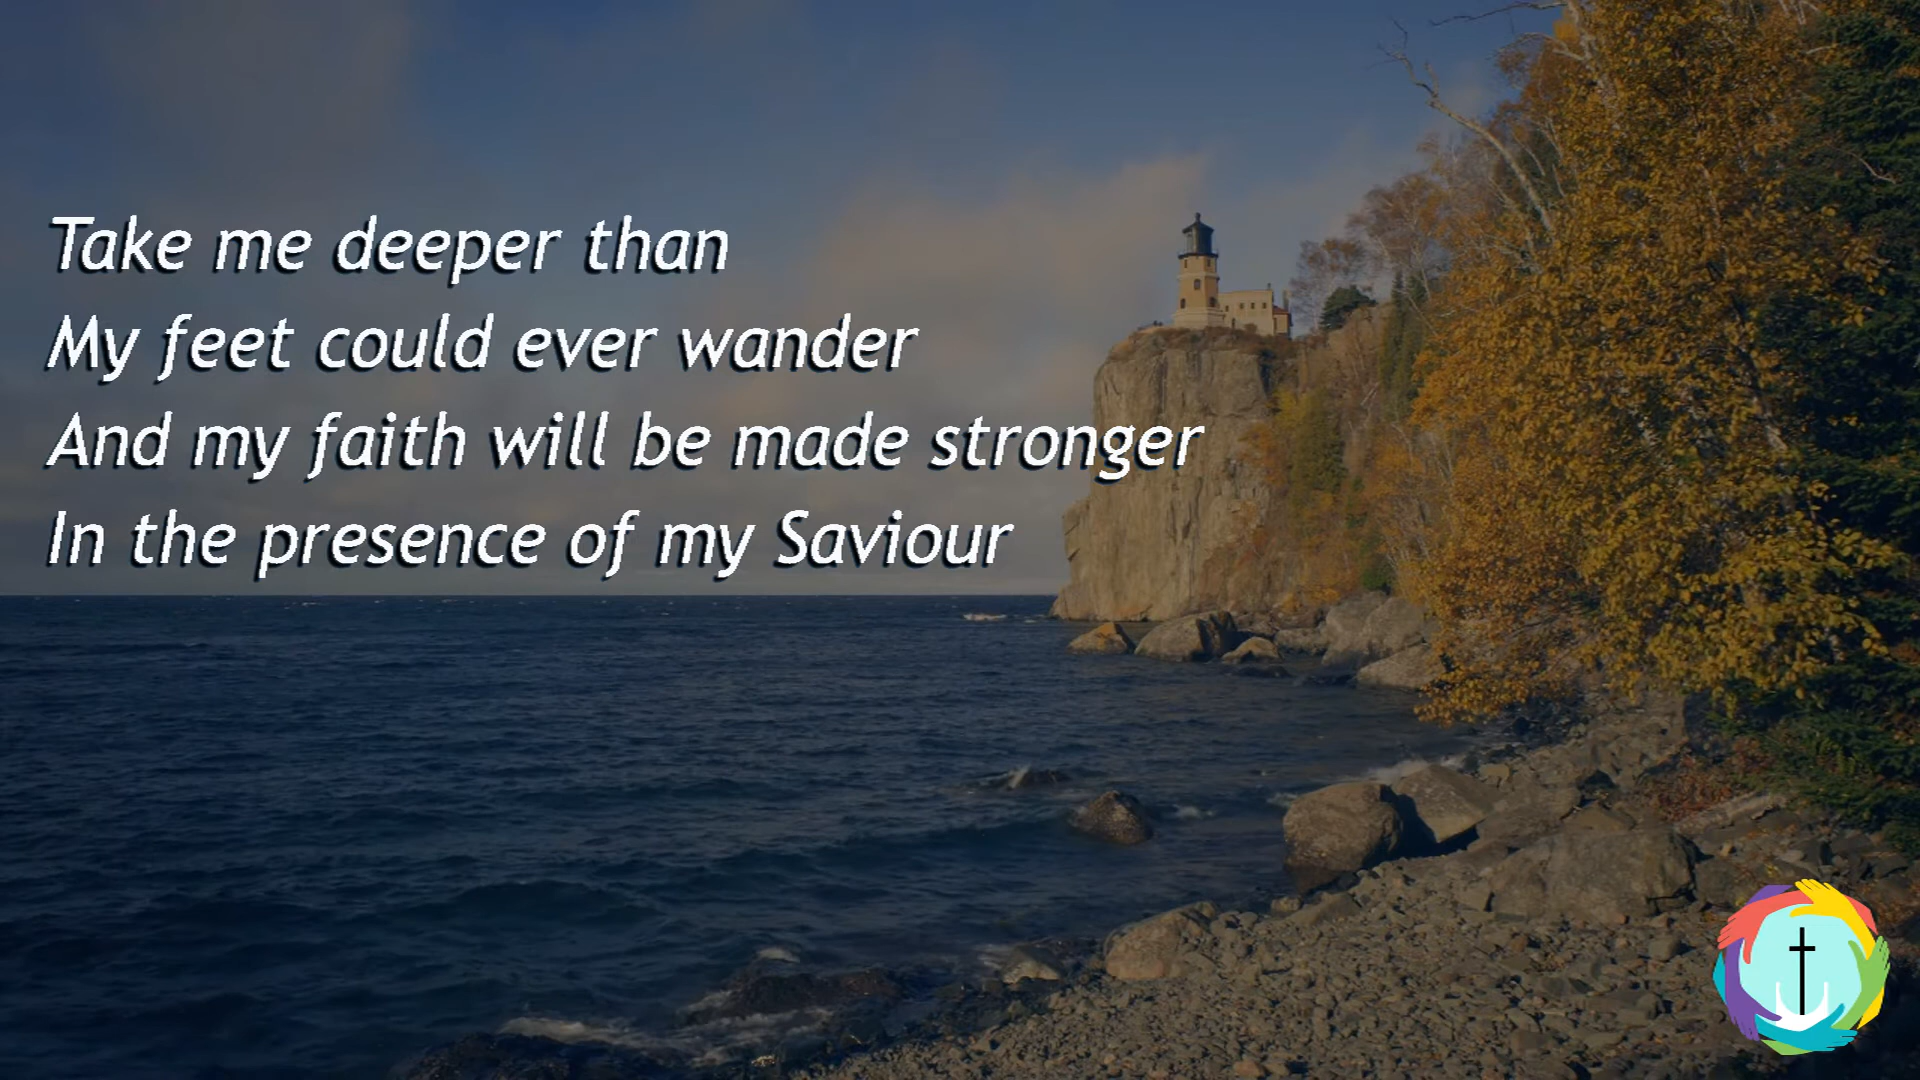 Take me deeper than
My feet could ever wander
And my faith will be made stronger
In the presence of my Saviour